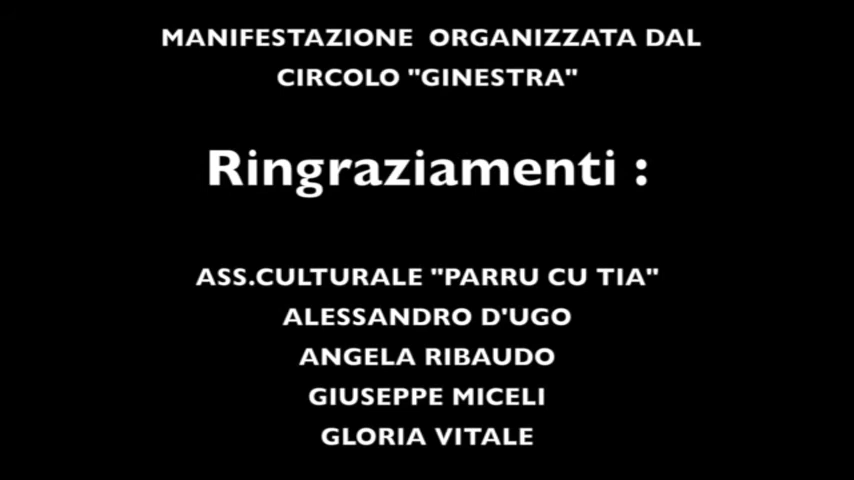 MANIFESTAZIONE ORGANIZZATA DAL
CIRCOLO "GINESTRA"
Ringraziamenti :
ASS.CULTURALE "PARRU CU TIA"
ALESSANDRO D'UGO
ANGELA RIBAUDO
GIUSEPPE MICELI
GLORIA VITALE